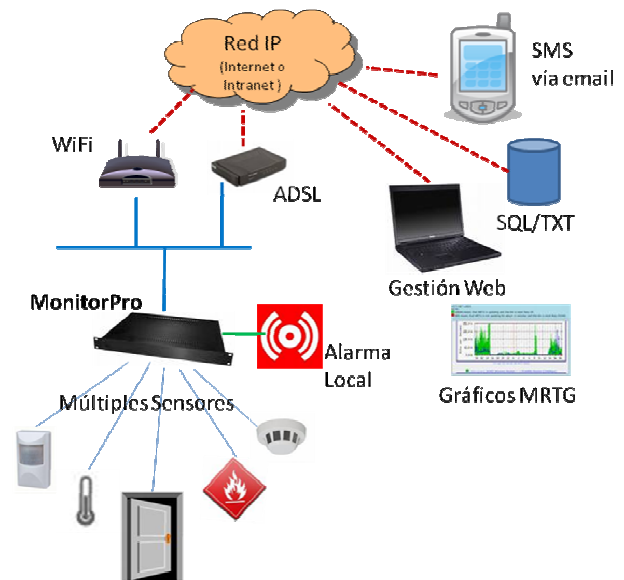 Red IP
(Internet o
Intranet )
SMS
vía email
WiFi
ADSL
SQL/TXT
Gestión Web
MonitorPro
Alarma
Local
Gráficos MRTG
Múltiples Sensores